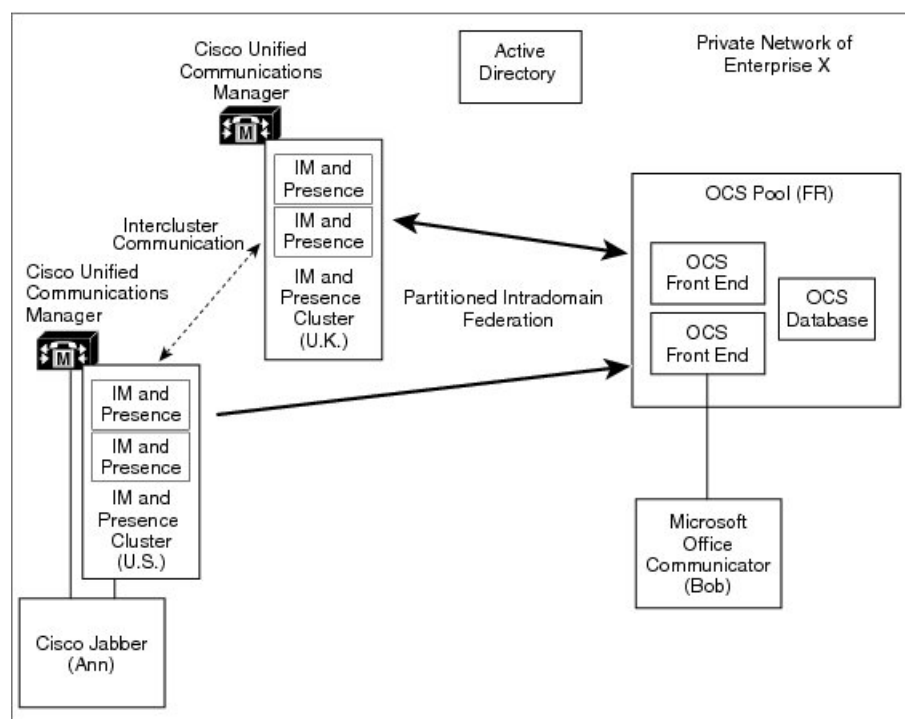 Cisco Unified
Communications
Manager
M
Active
Directory
Private Network of
Enterprise X
IM and
Presence
IM and
Presence
IM and
Presence
Cluster
(U.K.)
Intercluster
Communication
OCS Pool (FR)
OCS
Front End
OCS
Front End
OCS
Database
Partitioned Intradomain
Federation
Cisco Unified
Communications
Manager
M
IM and
Presence
IM and
Presence
IM and
Presence
Cluster
(U.S.)
Microsoft
Office
Communicator
(Bob)
Cisco Jabber
(Ann)